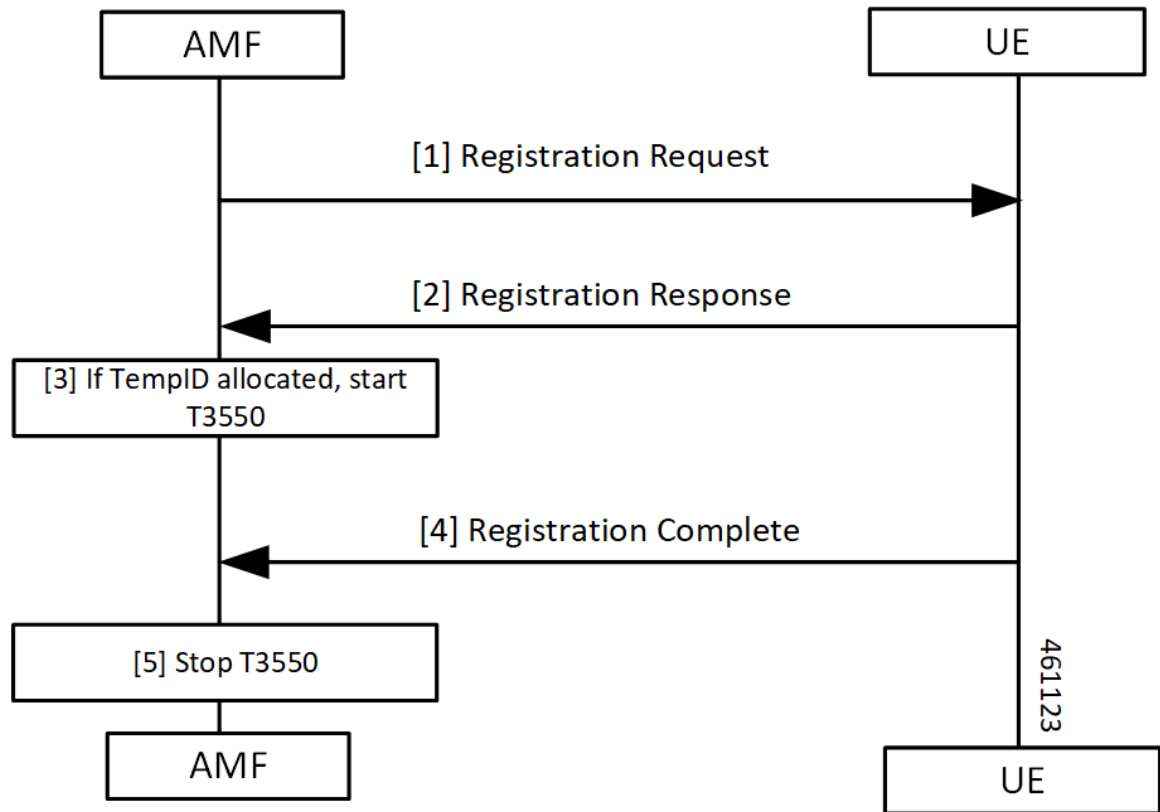 AMF
UE
[1] Registration Request
[2] Registration Response
[3] If TempID allocated, start
T3550
[4] Registration Complete
[5] Stop T3550
461123
AMF
UE